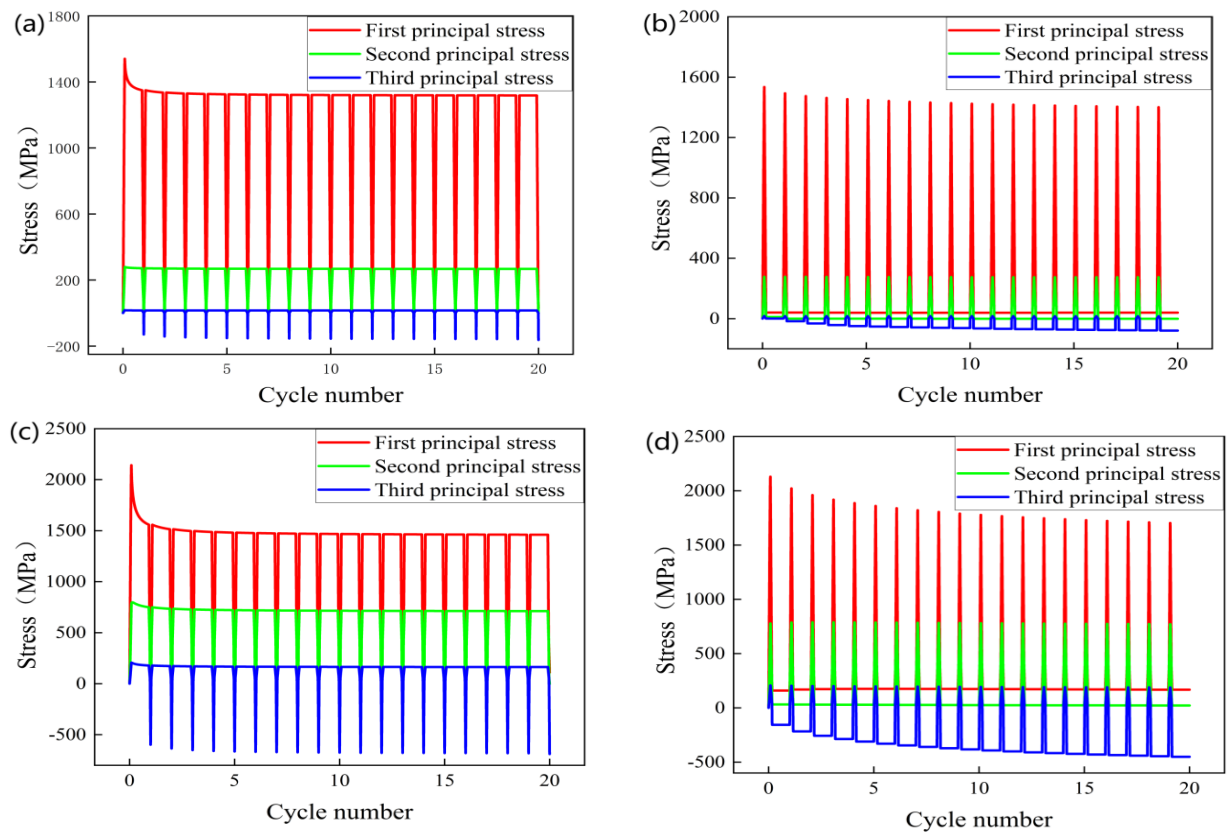 (a)
1800
1400
1000
600
200
-200
Stress（MPa）
First principal stress
Second principal stress
Third principal stress
0 5 10 15 20
Cycle number
(b)
2000
1600
1200
800
400
0
Stress（MPa）
First principal stress
Second principal stress
Third principal stress
0 5 10 15 20
Cycle number
(c)
2500
2000
1500
1000
500
0
-500
Stress（MPa）
First principal stress
Second principal stress
Third principal stress
0 5 10 15 20
Cycle number
(d)
2500
2000
1500
1000
500
0
-500
Stress（MPa）
First principal stress
Second principal stress
Third principal stress
0 5 10 15 20
Cycle number